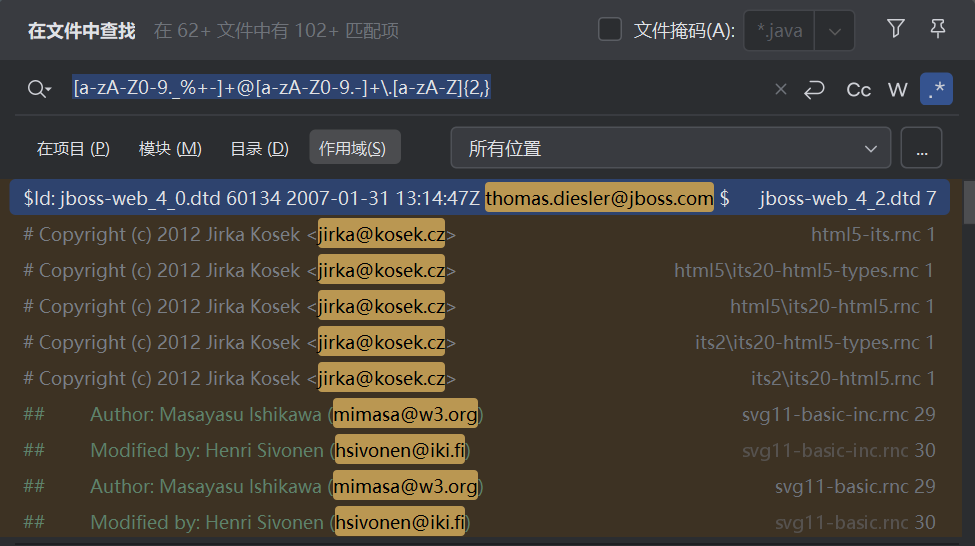 在文件中查找 在 62+ 文件中有 102+ 匹配项 文件掩码(A): *.java
[a-zA-Z0-9._%+-]+@[a-zA-Z0-9.-]+\.[a-zA-Z]{2,} Cc W .*
在项目 (P) 模块 (M) 目录 (D) 作用域(S) 所有位置 ...
$Id: jboss-web_4_0.dtd 60134 2007-01-31 13:14:47Z thomas.diesler@jboss.com $ jboss-web_4_2.dtd 7
# Copyright (c) 2012 Jirka Kosek <jirka@kosek.cz> html5-its.rnc 1
# Copyright (c) 2012 Jirka Kosek <jirka@kosek.cz> html5\its20-html5-types.rnc 1
# Copyright (c) 2012 Jirka Kosek <jirka@kosek.cz> html5\its20-html5.rnc 1
# Copyright (c) 2012 Jirka Kosek <jirka@kosek.cz> its2\its20-html5-types.rnc 1
# Copyright (c) 2012 Jirka Kosek <jirka@kosek.cz> its2\its20-html5.rnc 1
## Author: Masayasu Ishikawa (mimasa@w3.org) svg11-basic-inc.rnc 29
## Modified by: Henri Sivonen (hsivonen@iki.fi) svg11-basic-inc.rnc 30
## Author: Masayasu Ishikawa (mimasa@w3.org) svg11-basic.rnc 29
## Modified by: Henri Sivonen (hsivonen@iki.fi) svg11-basic.rnc 30